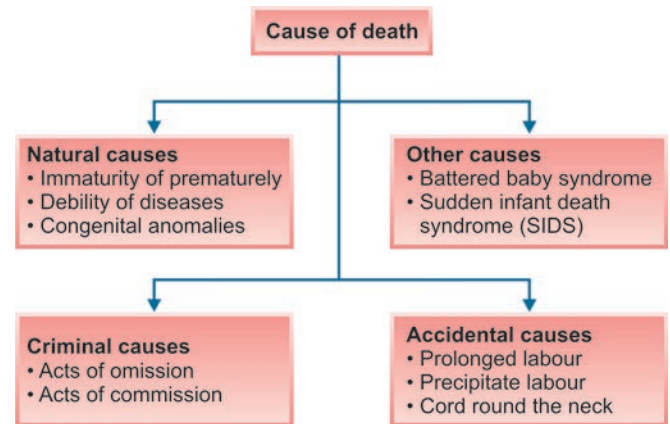 Cause of death
Natural causes
• Immaturity of prematurely
• Debility of diseases
• Congenital anomalies
Other causes
• Battered baby syndrome
• Sudden infant death
syndrome (SIDS)
Criminal causes
• Acts of omission
• Acts of commission
Accidental causes
• Prolonged labour
• Precipitate labour
• Cord round the neck